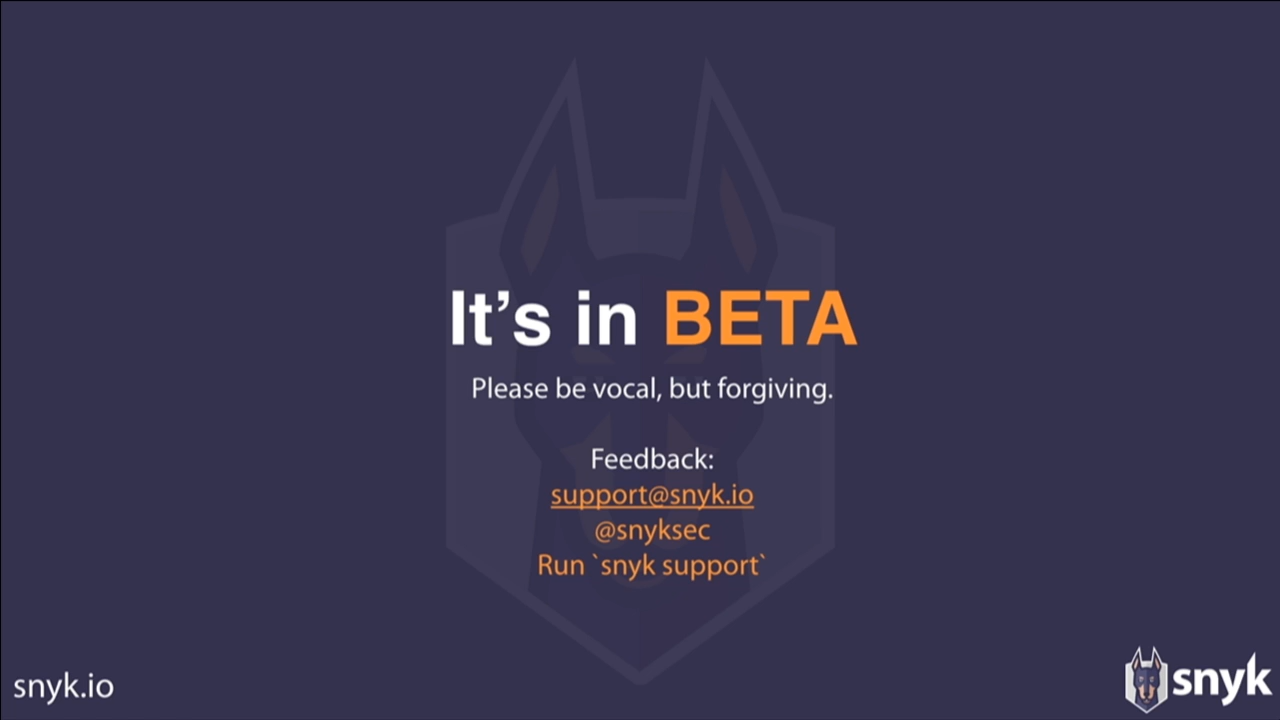 It's in BETA
Please be vocal, but forgiving.
Feedback:
support@snyk.io
@snyksec
Run `snyk support`
snyk.io
snyk